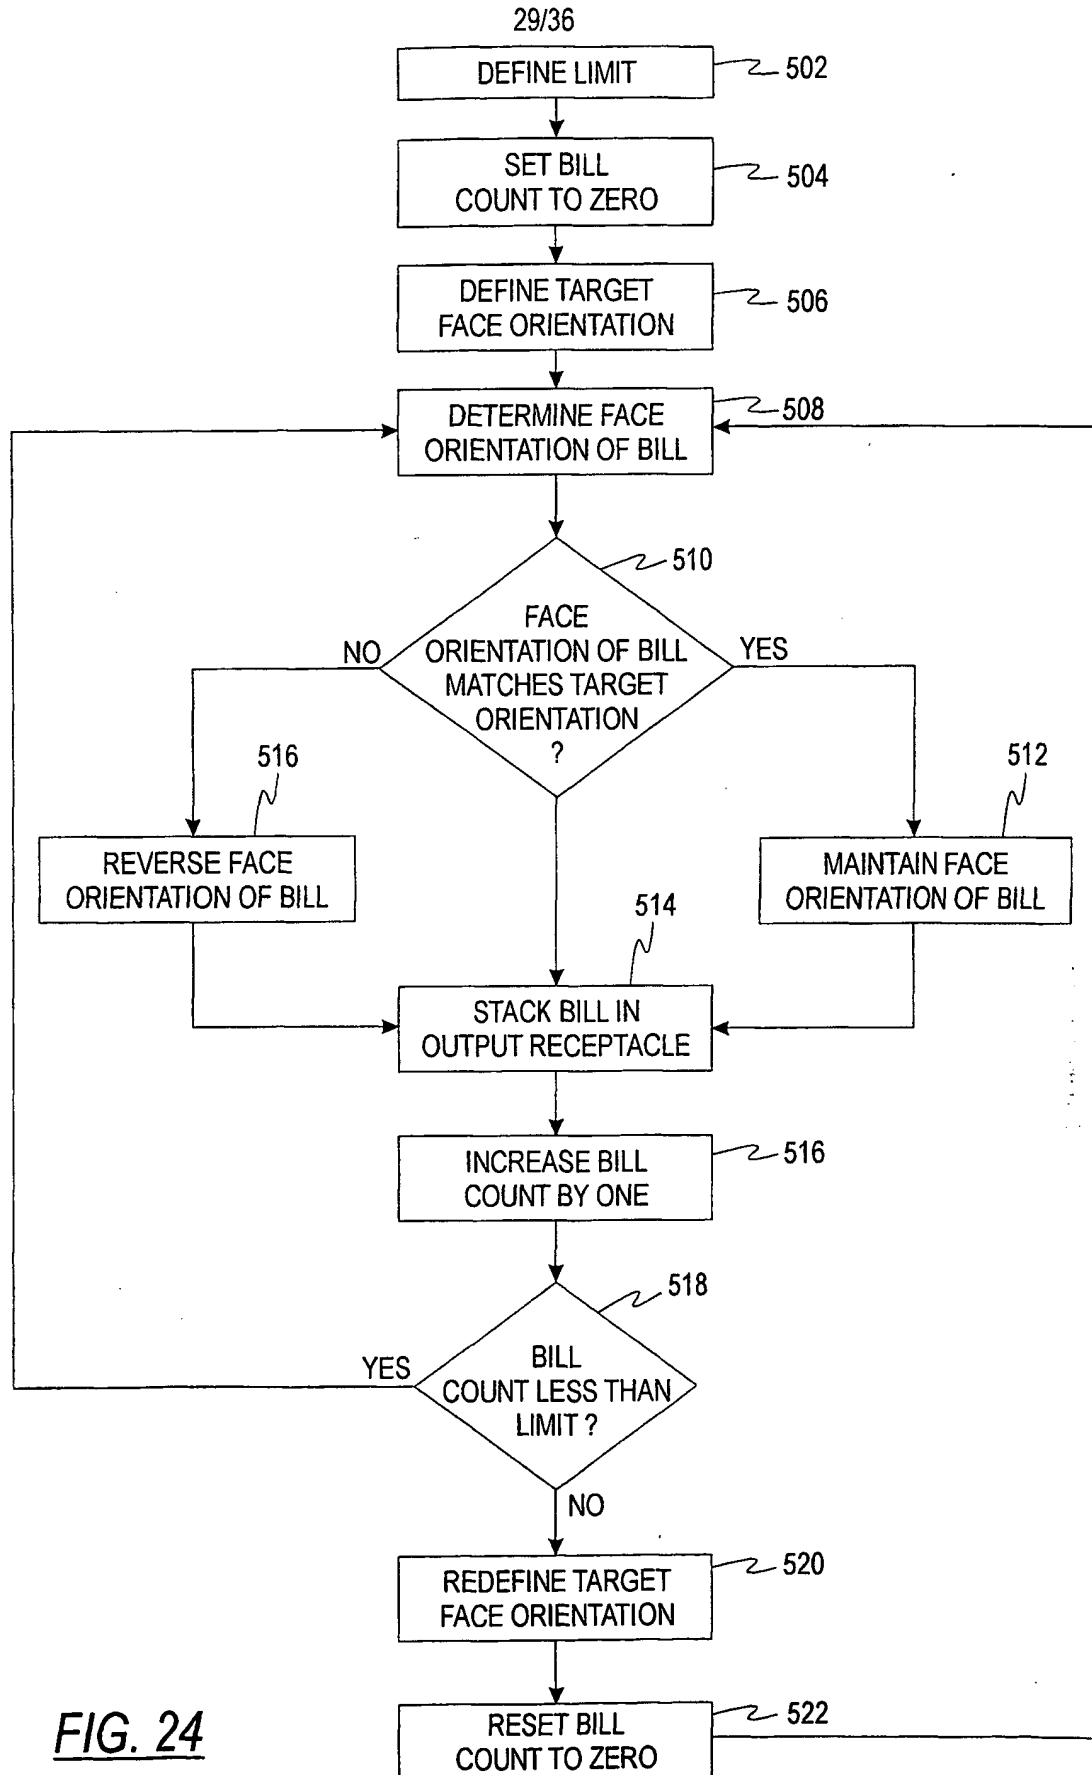 29/36
DEFINE LIMIT
502
SET BILL
COUNT TO ZERO
504
DEFINE TARGET
FACE ORIENTATION
506
DETERMINE FACE
ORIENTATION OF BILL
508
510
FACE
ORIENTATION OF BILL
MATCHES TARGET
ORIENTATION
?
NO
YES
516
REVERSE FACE
ORIENTATION OF BILL
512
MAINTAIN FACE
ORIENTATION OF BILL
514
STACK BILL IN
OUTPUT RECEPTACLE
INCREASE BILL
COUNT BY ONE
516
518
BILL
COUNT LESS THAN
LIMIT ?
YES
NO
REDEFINE TARGET
FACE ORIENTATION
520
RESET BILL
COUNT TO ZERO
522
FIG. 24